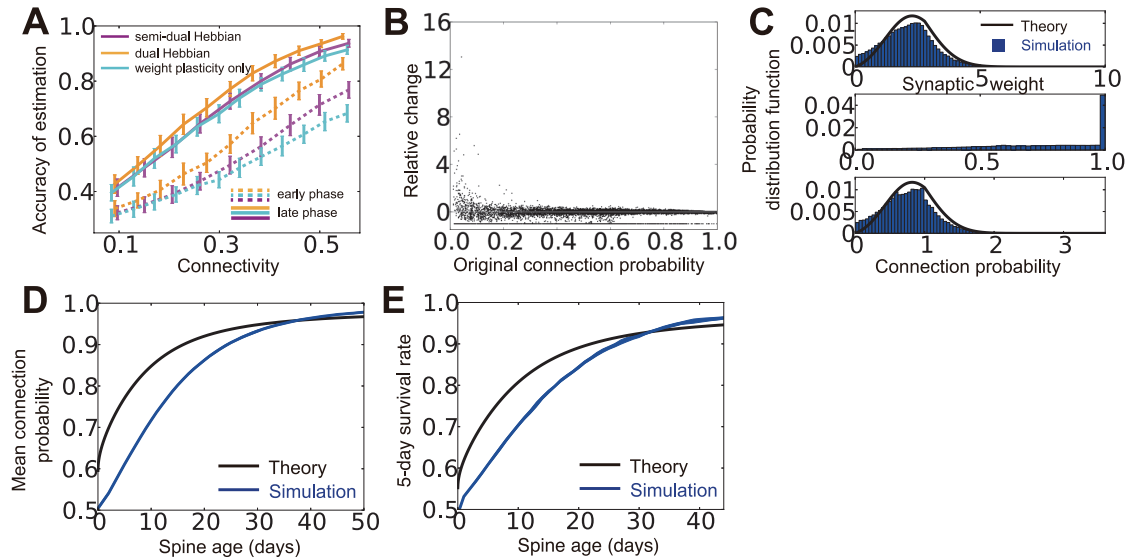 A
semi-dual Hebbian
dual Hebbian
weight plasticity only
early phase
late phase
Accuracy of estimation
1.0
0.8
0.6
0.4
0.1
0.3
0.5
Connectivity
B
Relative change
16
12
8
4
0
0.0
0.2
0.4
0.6
0.8
1.0
Original connection probability
C
Theory
Simulation
Probability
distribution function
0.01
0.005
0
0
5
10
Synaptic weight
0.04
0.02
0
0.0
0.5
1.0
0.01
0.005
0
0
1
2
3
Connection probability
D
Mean connection
probability
1.0
0.9
0.8
0.7
0.6
0.5
0
10
20
30
40
50
Theory
Simulation
Spine age (days)
E
5-day survival rate
1.0
0.9
0.8
0.7
0.6
0.5
0
10
20
30
40
Theory
Simulation
Spine age (days)